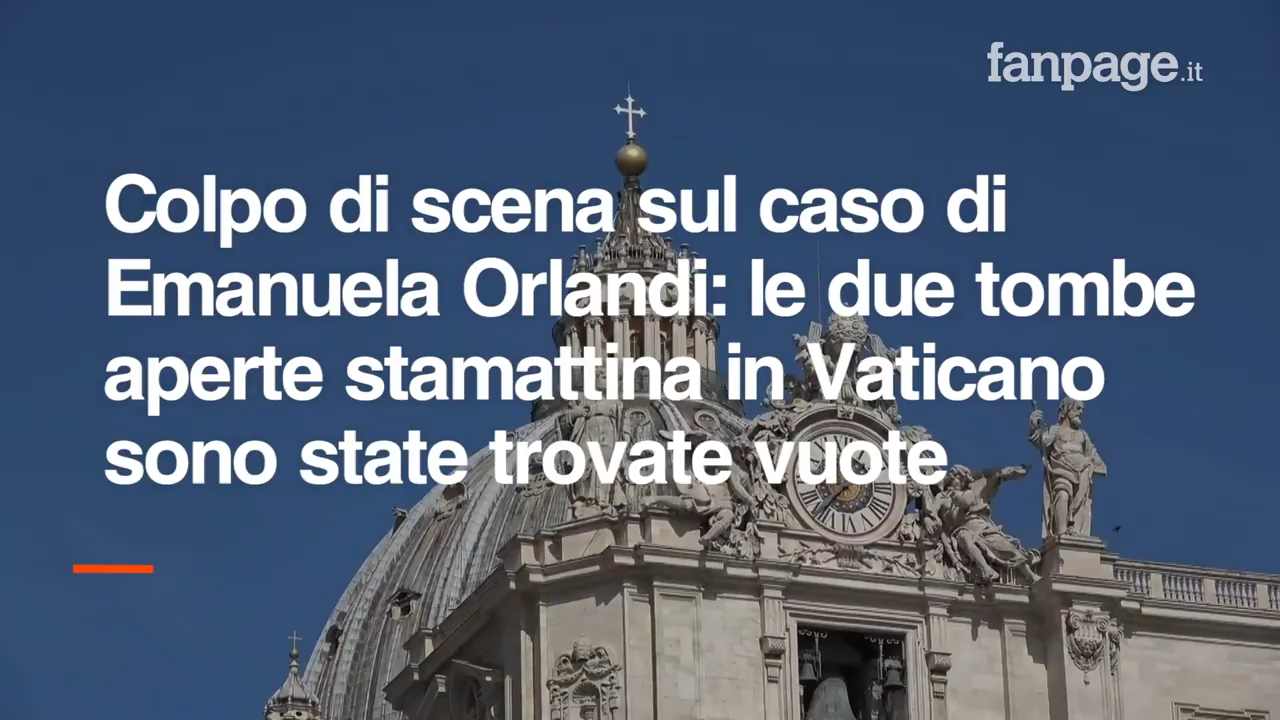 fanpage.it
Colpo di scena sul caso di
Emanuela Orlandi: le due tombe
aperte stamattina in Vaticano
sono state trovate vuote